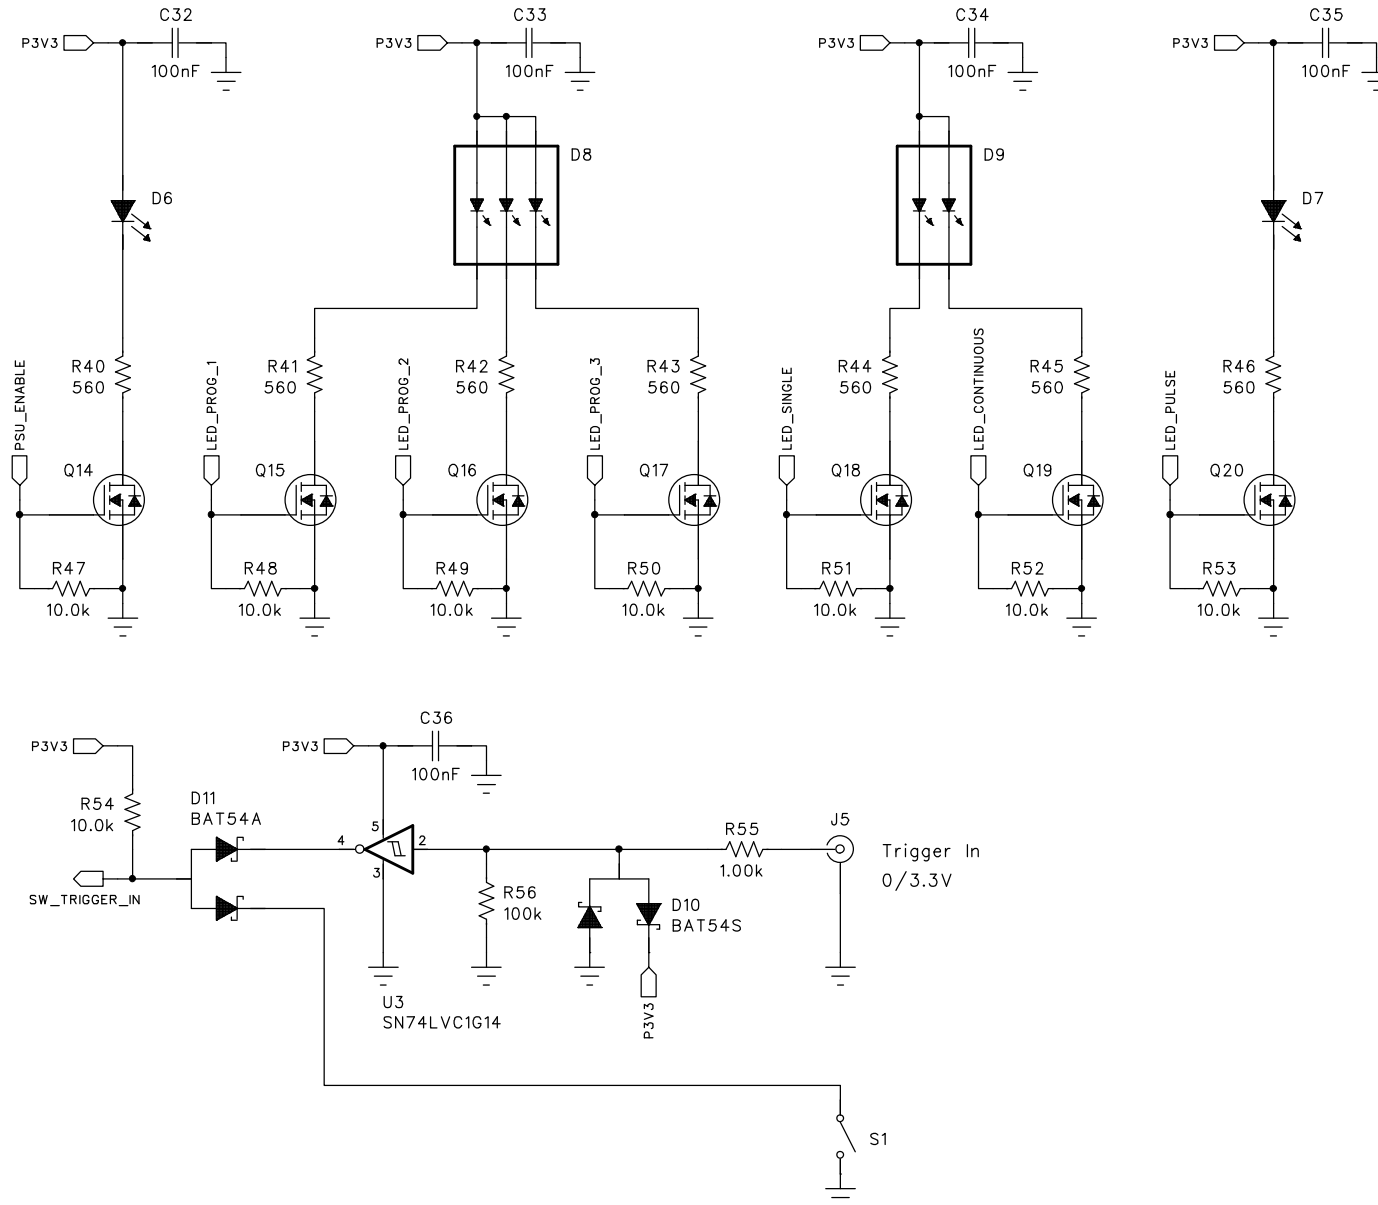 C32
P3V3
100nF
C33
P3V3
100nF
C34
P3V3
100nF
C35
P3V3
100nF
D6
D8
D9
D7
PSU_ENABLE
R40
560
LED_PROG_1
R41
560
LED_PROG_2
R42
560
LED_PROG_3
R43
560
LED_SINGLE
R44
560
LED_CONTINUOUS
R45
560
LED_PULSE
R46
560
Q14
Q15
Q16
Q17
Q18
Q19
Q20
R47
10.0k
R48
10.0k
R49
10.0k
R50
10.0k
R51
10.0k
R52
10.0k
R53
10.0k
P3V3
R54
10.0k
SW_TRIGGER_IN
D11
BAT54A
P3V3
C36
100nF
5
4
2
3
U3
SN74LVC1G14
R56
100k
R55
1.00k
D10
BAT54S
P3V3
J5
Trigger In
0/3.3V
S1